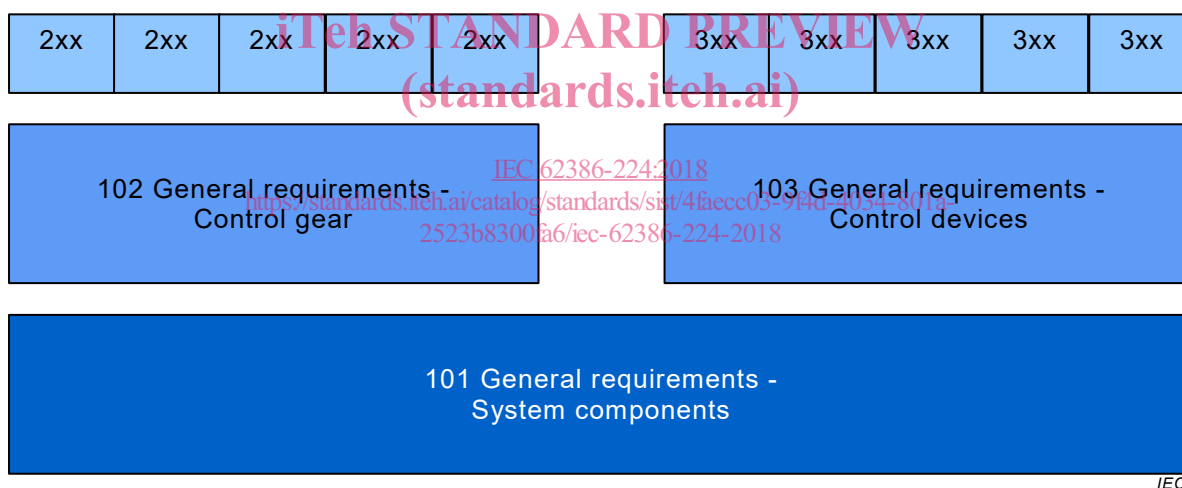 2xx 2xx 2xx 2xx 2xx 3xx 3xx 3xx 3xx 3xx
iTeh STANDARD PREVIEW
(standards.iteh.ai)
102 General requirements -
Control gear
103 General requirements -
Control devices
IEC 62386-224:2018
https://standards.iteh.ai/catalog/standards/sist/4faecc03-9f4d-4034-801a-
2523b8300fa6/iec-62386-224-2018
101 General requirements -
System components
IEC